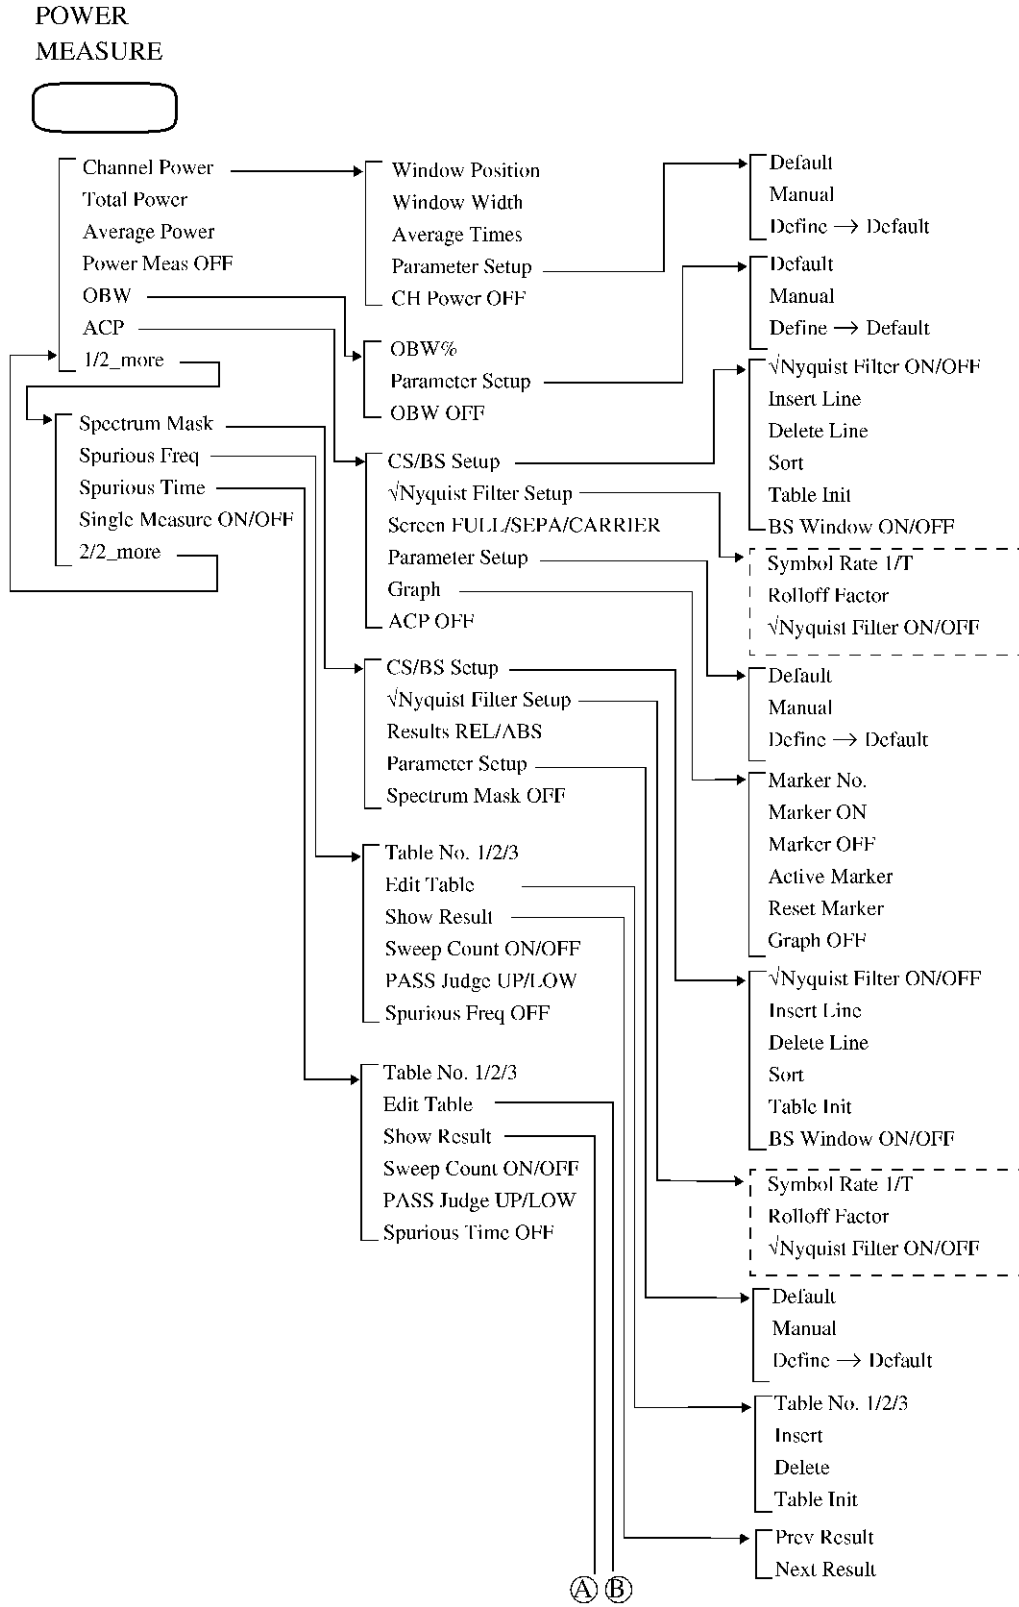 POWER
MEASURE
Channel Power
Total Power
Average Power
Power Meas OFF
OBW
ACP
1/2_more
Spectrum Mask
Spurious Freq
Spurious Time
Single Measure ON/OFF
2/2_more
Window Position
Window Width
Average Times
Parameter Setup
CH Power OFF
OBW%
Parameter Setup
OBW OFF
CS/BS Setup
√Nyquist Filter Setup
Screen FULL/SEPA/CARRIER
Parameter Setup
Graph
ACP OFF
CS/BS Setup
√Nyquist Filter Setup
Results REL/ABS
Parameter Setup
Spectrum Mask OFF
Table No. 1/2/3
Edit Table
Show Result
Sweep Count ON/OFF
PASS Judge UP/LOW
Spurious Freq OFF
Table No. 1/2/3
Edit Table
Show Result
Sweep Count ON/OFF
PASS Judge UP/LOW
Spurious Time OFF
Default
Manual
Define → Default
Default
Manual
Define → Default
√Nyquist Filter ON/OFF
Insert Line
Delete Line
Sort
Table Init
BS Window ON/OFF
Symbol Rate 1/T
Rolloff Factor
√Nyquist Filter ON/OFF
Default
Manual
Define → Default
Marker No.
Marker ON
Marker OFF
Active Marker
Reset Marker
Graph OFF
√Nyquist Filter ON/OFF
Insert Line
Delete Line
Sort
Table Init
BS Window ON/OFF
Symbol Rate 1/T
Rolloff Factor
√Nyquist Filter ON/OFF
Default
Manual
Define → Default
Table No. 1/2/3
Insert
Delete
Table Init
Prev Result
Next Result
A B